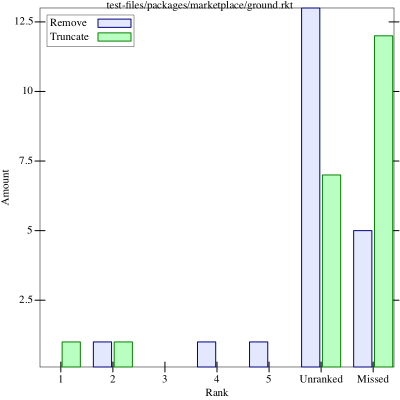 test-files/packages/marketplace/ground.rkt
Remove
Truncate
12.5
10
7.5
5
2.5
Amount
1 2 3 4 5 Unranked Missed
Rank